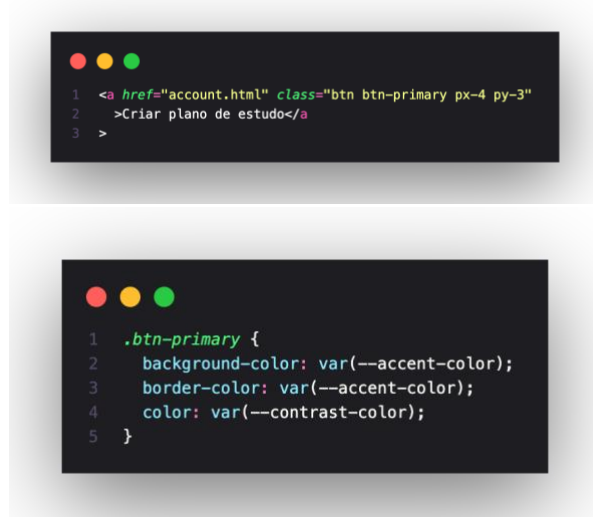 1 <a href="account.html" class="btn btn-primary px-4 py-3"
2 >Criar plano de estudo</a
3 >
1 .btn-primary {
2 background-color: var(--accent-color);
3 border-color: var(--accent-color);
4 color: var(--contrast-color);
5 }